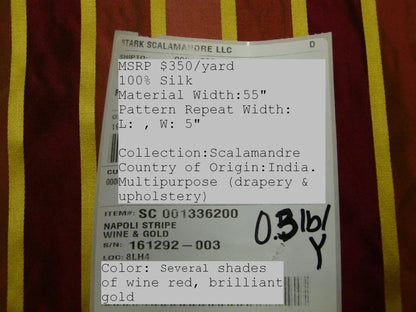 STARK SCALAMANDRE LLC
D
MSRP $350/yard
100% Silk
Material Width:55"
Pattern Repeat Width:
L: , W: 5"
Collection:Scalamandre
Country of Origin:India.
Multipurpose (drapery &
upholstery)
ITEM#: SC 001336200
NAPOLI STRIPE
WINE & GOLD
S/N: 161292-003
LOC: 8LH4
0.3lb/
Y
Color: Several shades
of wine red, brilliant
gold